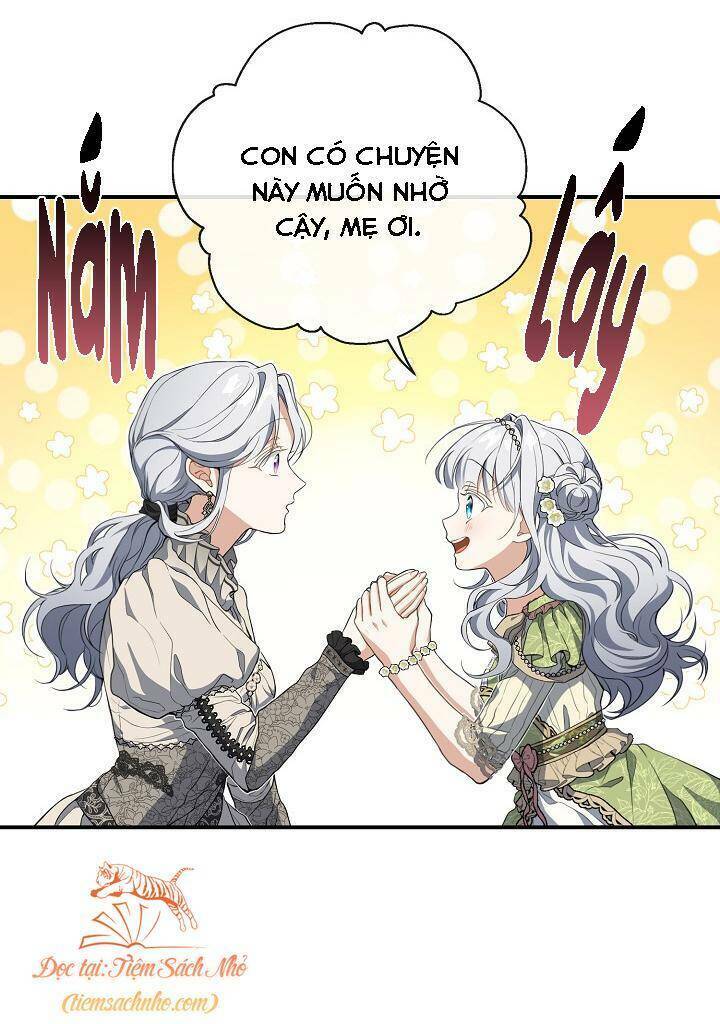 CON CÓ CHUYỆN
NÀY MUỐN NHỜ
CẬY, MẸ ƠI.
Nắm
Lấy
Đọc tại: Tiệm Sách Nhỏ
(tiemsachnho.com)